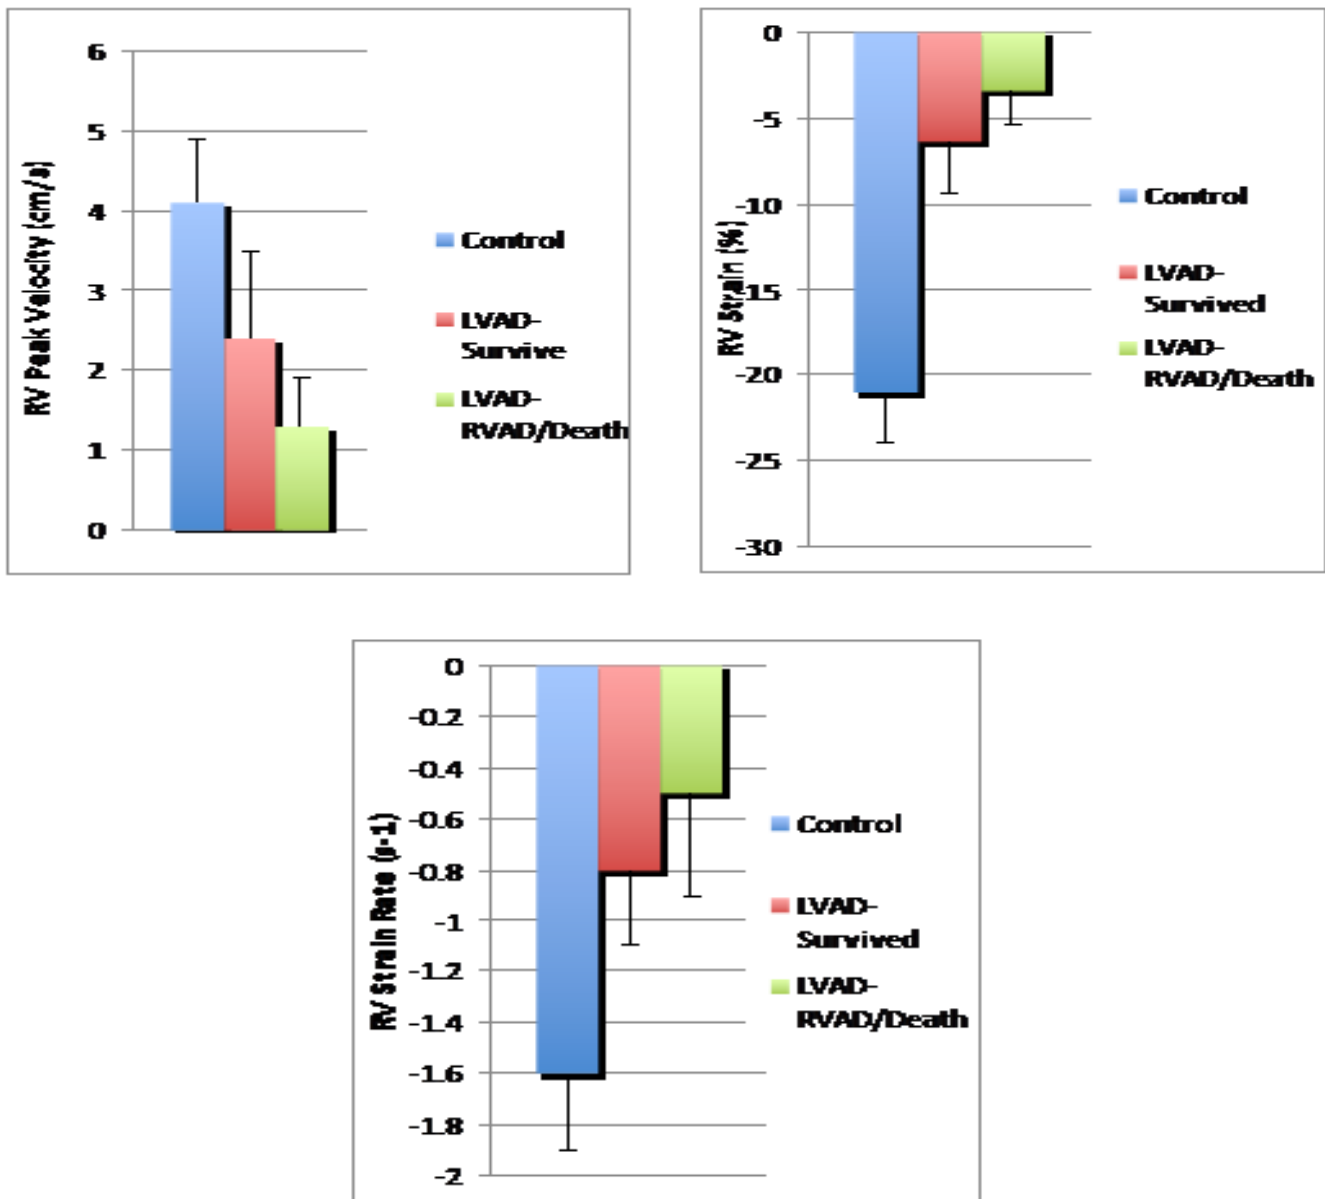 6
5
4
3
2
1
0
RV Peak Velocity (cm/s)
Control
LVAD-
Survive
LVAD-
RVAD/Death
0
-5
-10
-15
-20
-25
-30
RV Strain (%)
Control
LVAD-
Survived
LVAD-
RVAD/Death
0
-0.2
-0.4
-0.6
-0.8
-1
-1.2
-1.4
-1.6
-1.8
-2
RV Strain Rate (s-1)
Control
LVAD-
Survived
LVAD-
RVAD/Death